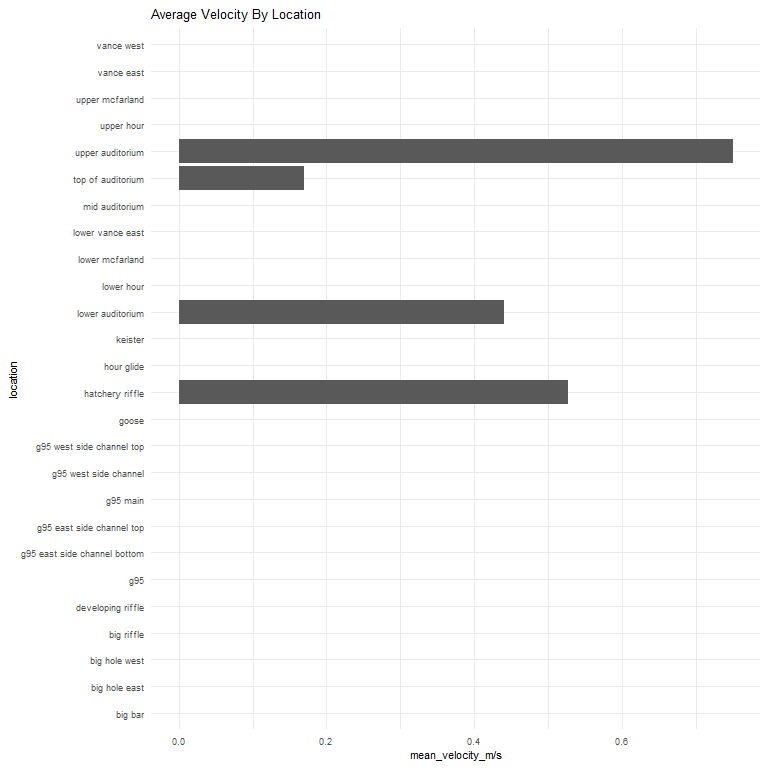 Average Velocity By Location
vance west
vance east
upper mcfarland
upper hour
upper auditorium
top of auditorium
mid auditorium
lower vance east
lower mcfarland
lower hour
lower auditorium
keister
hour glide
hatchery riffle
goose
g95 west side channel top
g95 west side channel
g95 main
g95 east side channel top
g95 east side channel bottom
g95
developing riffle
big riffle
big hole west
big hole east
big bar
location
0.0 0.2 0.4 0.6
mean_velocity_m/s